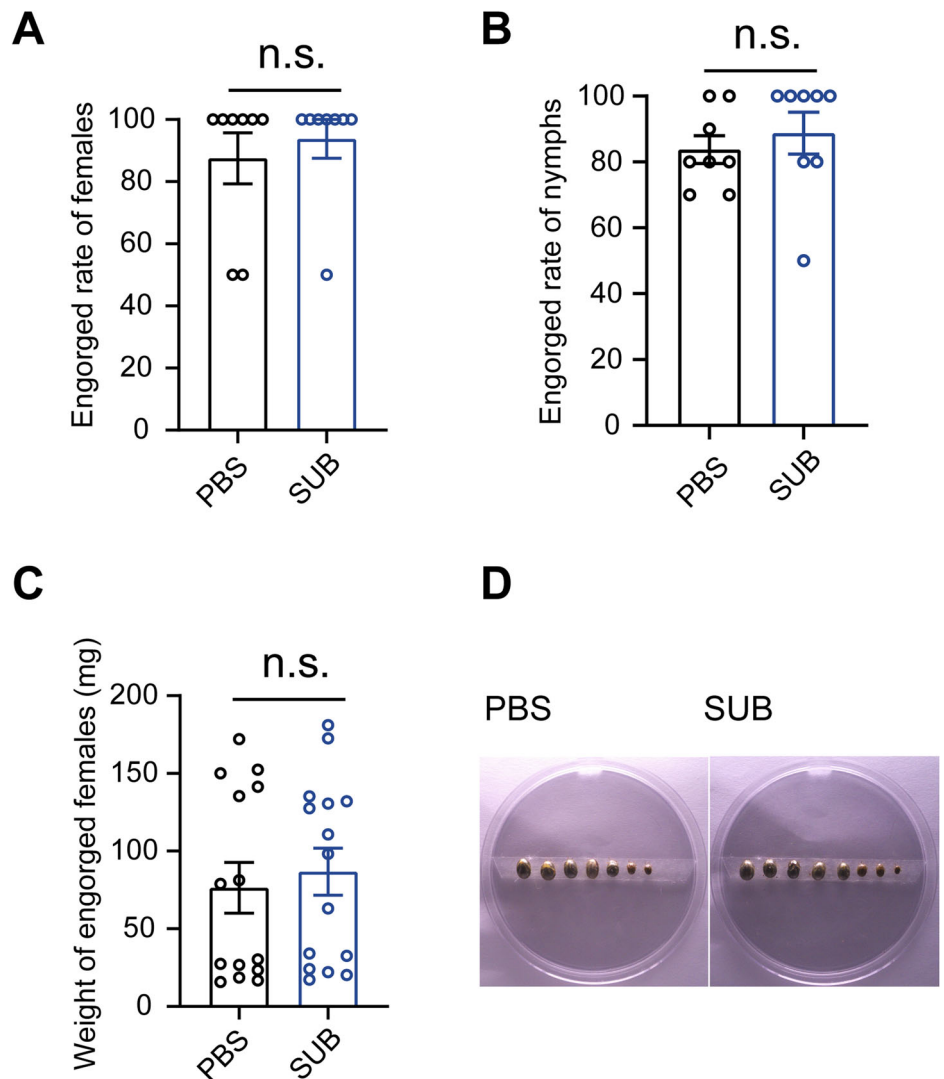 A
n.s.
Engorged rate of females
100
80
60
40
20
0
PBS
SUB
B
n.s.
Engorged rate of nymphs
100
80
60
40
20
0
PBS
SUB
C
n.s.
Weight of engorged females (mg)
200
150
100
50
0
PBS
SUB
D
PBS
SUB